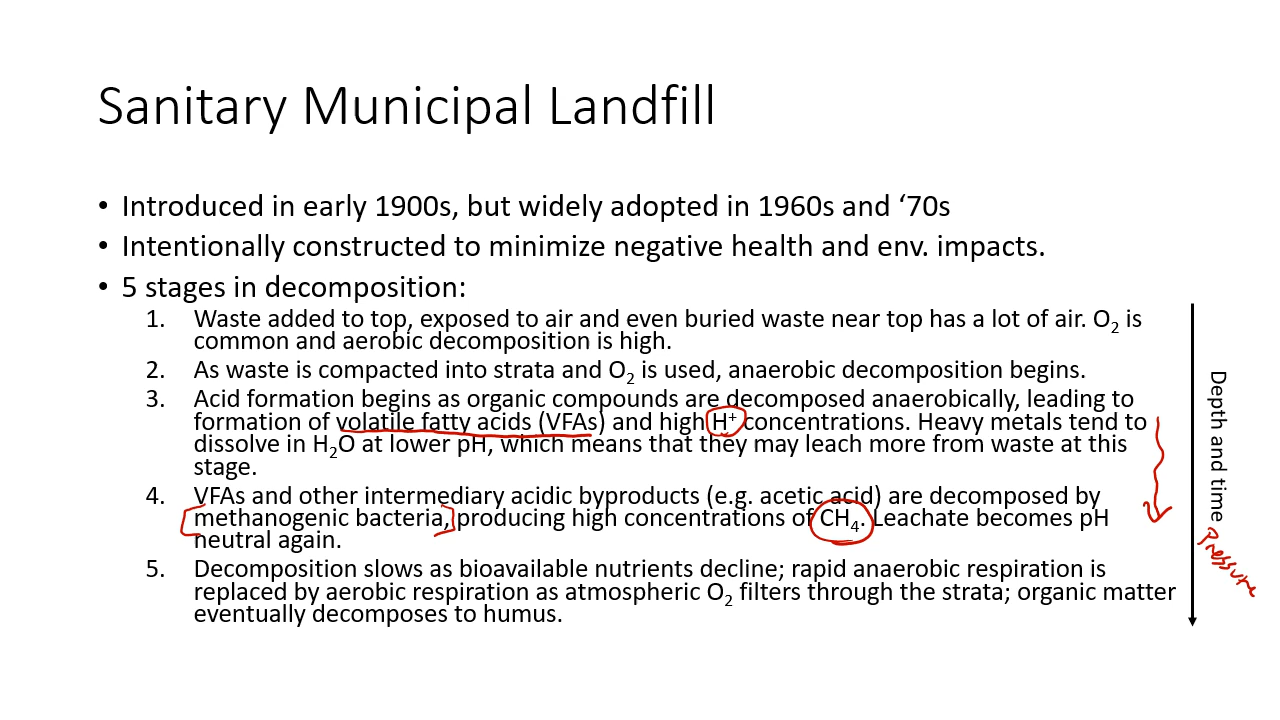 Sanitary Municipal Landfill
• Introduced in early 1900s, but widely adopted in 1960s and ‘70s
• Intentionally constructed to minimize negative health and env. impacts.
• 5 stages in decomposition:
1. Waste added to top, exposed to air and even buried waste near top has a lot of air. O₂ is
common and aerobic decomposition is high.
2. As waste is compacted into strata and O₂ is used, anaerobic decomposition begins.
3. Acid formation begins as organic compounds are decomposed anaerobically, leading to
formation of volatile fatty acids (VFAs) and high H⁺ concentrations. Heavy metals tend to
dissolve in H₂O at lower pH, which means that they may leach more from waste at this
stage.
4. VFAs and other intermediary acidic byproducts (e.g. acetic acid) are decomposed by
methanogenic bacteria, producing high concentrations of CH₄. Leachate becomes pH
neutral again.
5. Decomposition slows as bioavailable nutrients decline; rapid anaerobic respiration is
replaced by aerobic respiration as atmospheric O₂ filters through the strata; organic matter
eventually decomposes to humus.
Depth and time
Pressure